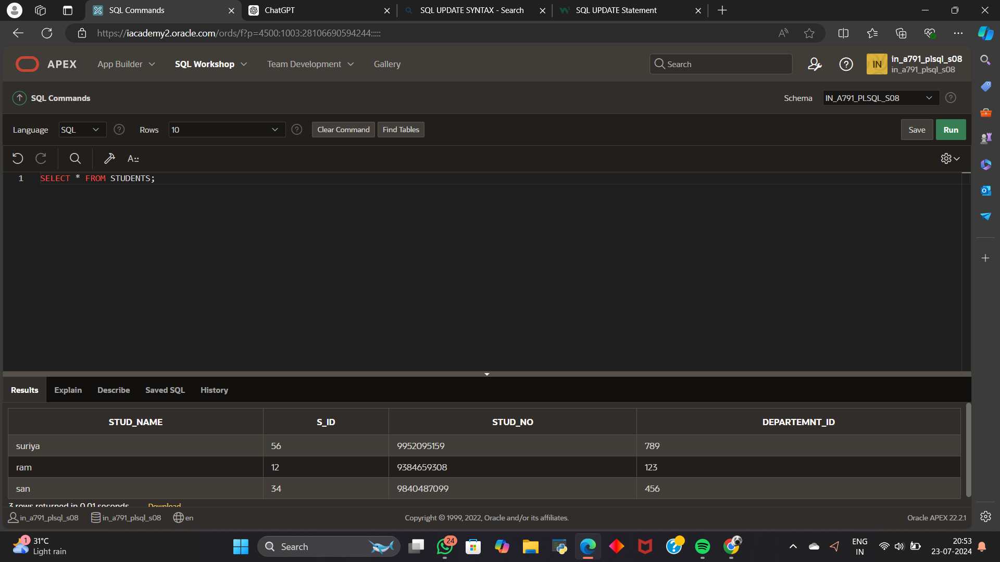 SQL Commands
ChatGPT
SQL UPDATE SYNTAX - Search
SQL UPDATE Statement
https://iacademy2.oracle.com/ords/f?p=4500:1003:28106690594244:::::
APEX
App Builder
SQL Workshop
Team Development
Gallery
Search
IN
in_a791_plsql_s08
in_a791_plsql_s08
SQL Commands
Schema
IN_A791_PLSQL_S08
Language
SQL
Rows
10
Clear Command
Find Tables
Save
Run
A::
1 SELECT * FROM STUDENTS;
Results
Explain
Describe
Saved SQL
History
STUD_NAME S_ID STUD_NO DEPARTEMNT_ID
suriya 56 9952095159 789
ram 12 9384659308 123
san 34 9840487099 456
3 rows returned in 0.01 seconds Download
in_a791_plsql_s08
in_a791_plsql_s08
en
Copyright © 1999, 2022, Oracle and/or its affiliates.
Oracle APEX 22.2.1
1
31°C
Light rain
Search
24
ENG
IN
20:53
23-07-2024